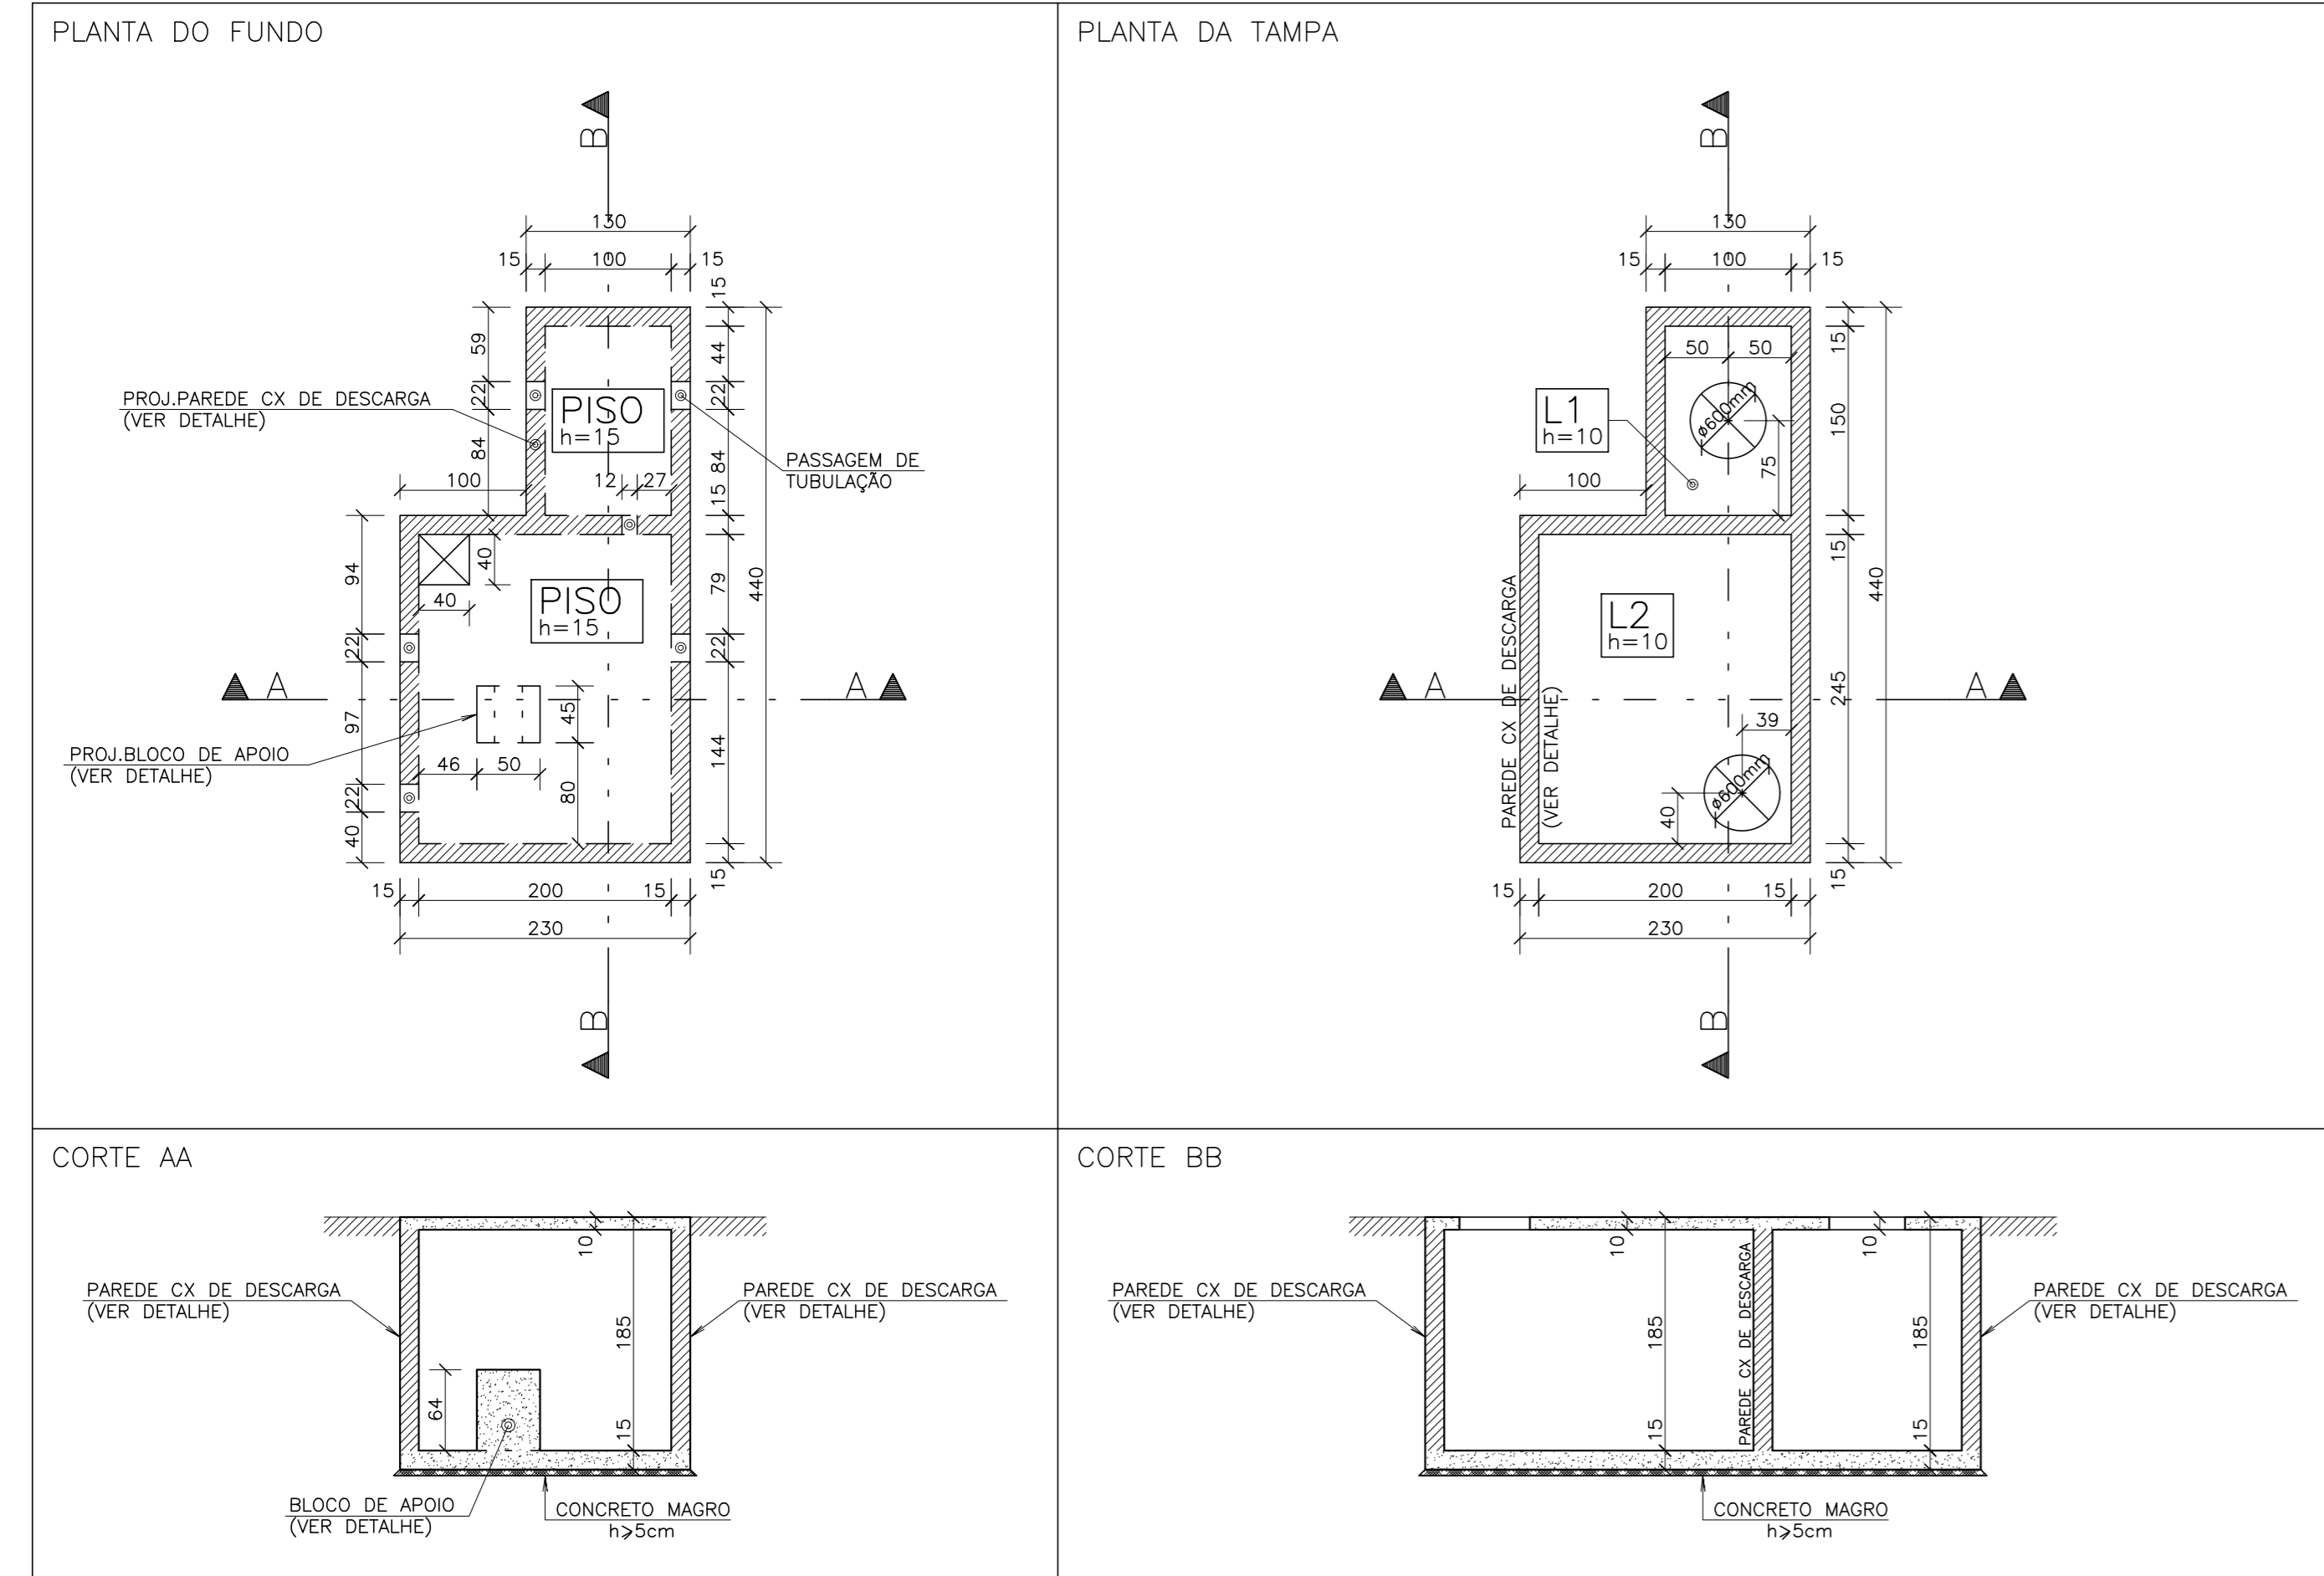 PLANTA DO FUNDO
B
130
15 100 15
15
59
44
440
22
22
PISO
h=15
PROJ.PAREDE CX DE DESCARGA
(VER DETALHE)
84
84
PASSAGEM DE
TUBULAÇÃO
100
12 27
15
94
40
40
PISO
h=15
79
22
22
A
A
97
45
144
PROJ.BLOCO DE APOIO
(VER DETALHE)
46 50
80
22
40
15
15 200 15
230
B
PLANTA DA TAMPA
B
130
15 100 15
15
50 50
ø600mm
L1
h=10
150
75
100
15
440
PAREDE CX DE DESCARGA
(VER DETALHE)
L2
h=10
A
A
245
39
ø600mm
40
15
15 200 15
230
B
CORTE AA
10
PAREDE CX DE DESCARGA
(VER DETALHE)
PAREDE CX DE DESCARGA
(VER DETALHE)
185
64
15
BLOCO DE APOIO
(VER DETALHE)
CONCRETO MAGRO
h⩾5cm
CORTE BB
10
10
PAREDE CX DE DESCARGA
(VER DETALHE)
PAREDE CX DE DESCARGA
PAREDE CX DE DESCARGA
(VER DETALHE)
185
185
15
15
CONCRETO MAGRO
h⩾5cm